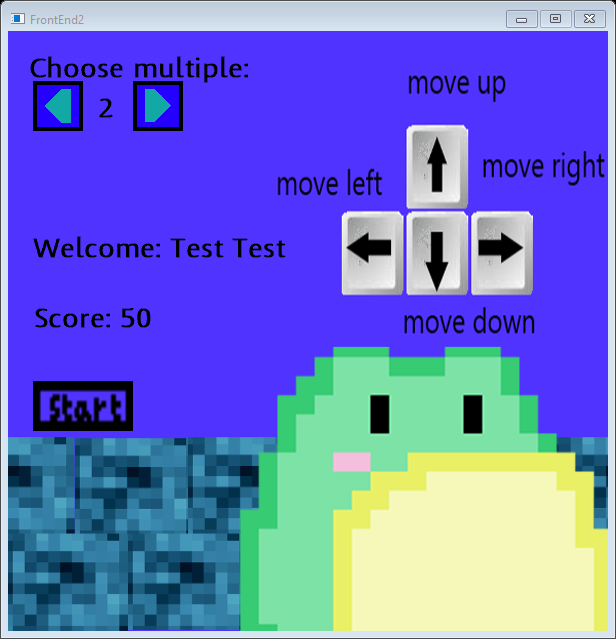 FrontEnd2
Choose multiple:
2
move up
move left
move right
Welcome: Test Test
Score: 50
move down
Start